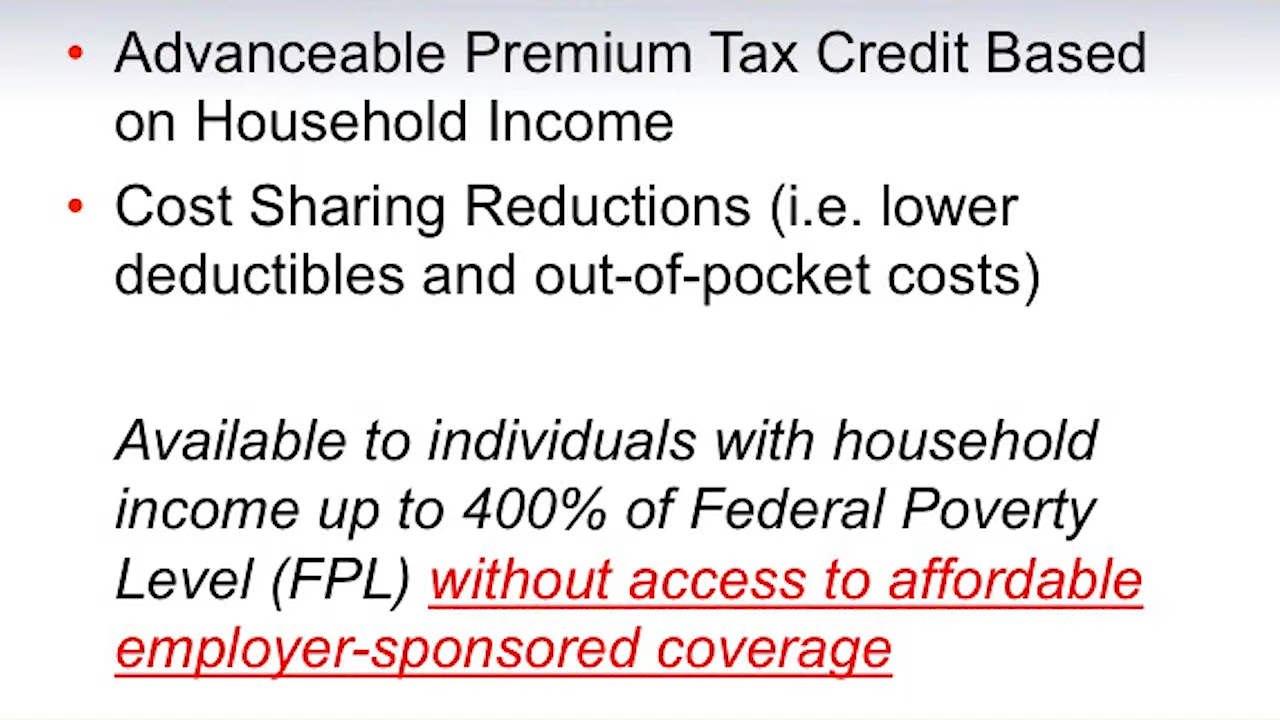 • Advanceable Premium Tax Credit Based
on Household Income
• Cost Sharing Reductions (i.e. lower
deductibles and out-of-pocket costs)
Available to individuals with household
income up to 400% of Federal Poverty
Level (FPL) without access to affordable
employer-sponsored coverage